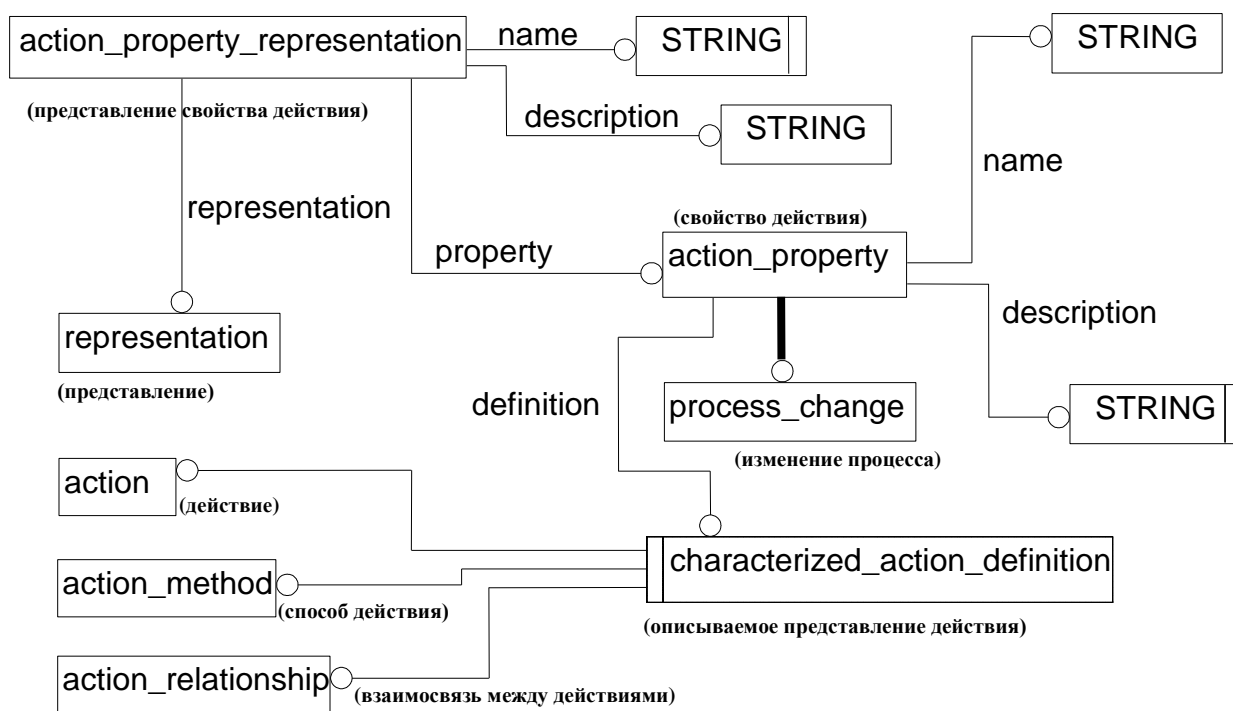 action_property_representation
name
STRING
STRING
(представление свойства действия)
description
STRING
name
representation
(свойство действия)
property
action_property
description
representation
(представление)
definition
process_change
STRING
(изменение процесса)
action
(действие)
characterized_action_definition
action_method
(способ действия)
(описываемое представление действия)
action_relationship
(взаимосвязь между действиями)